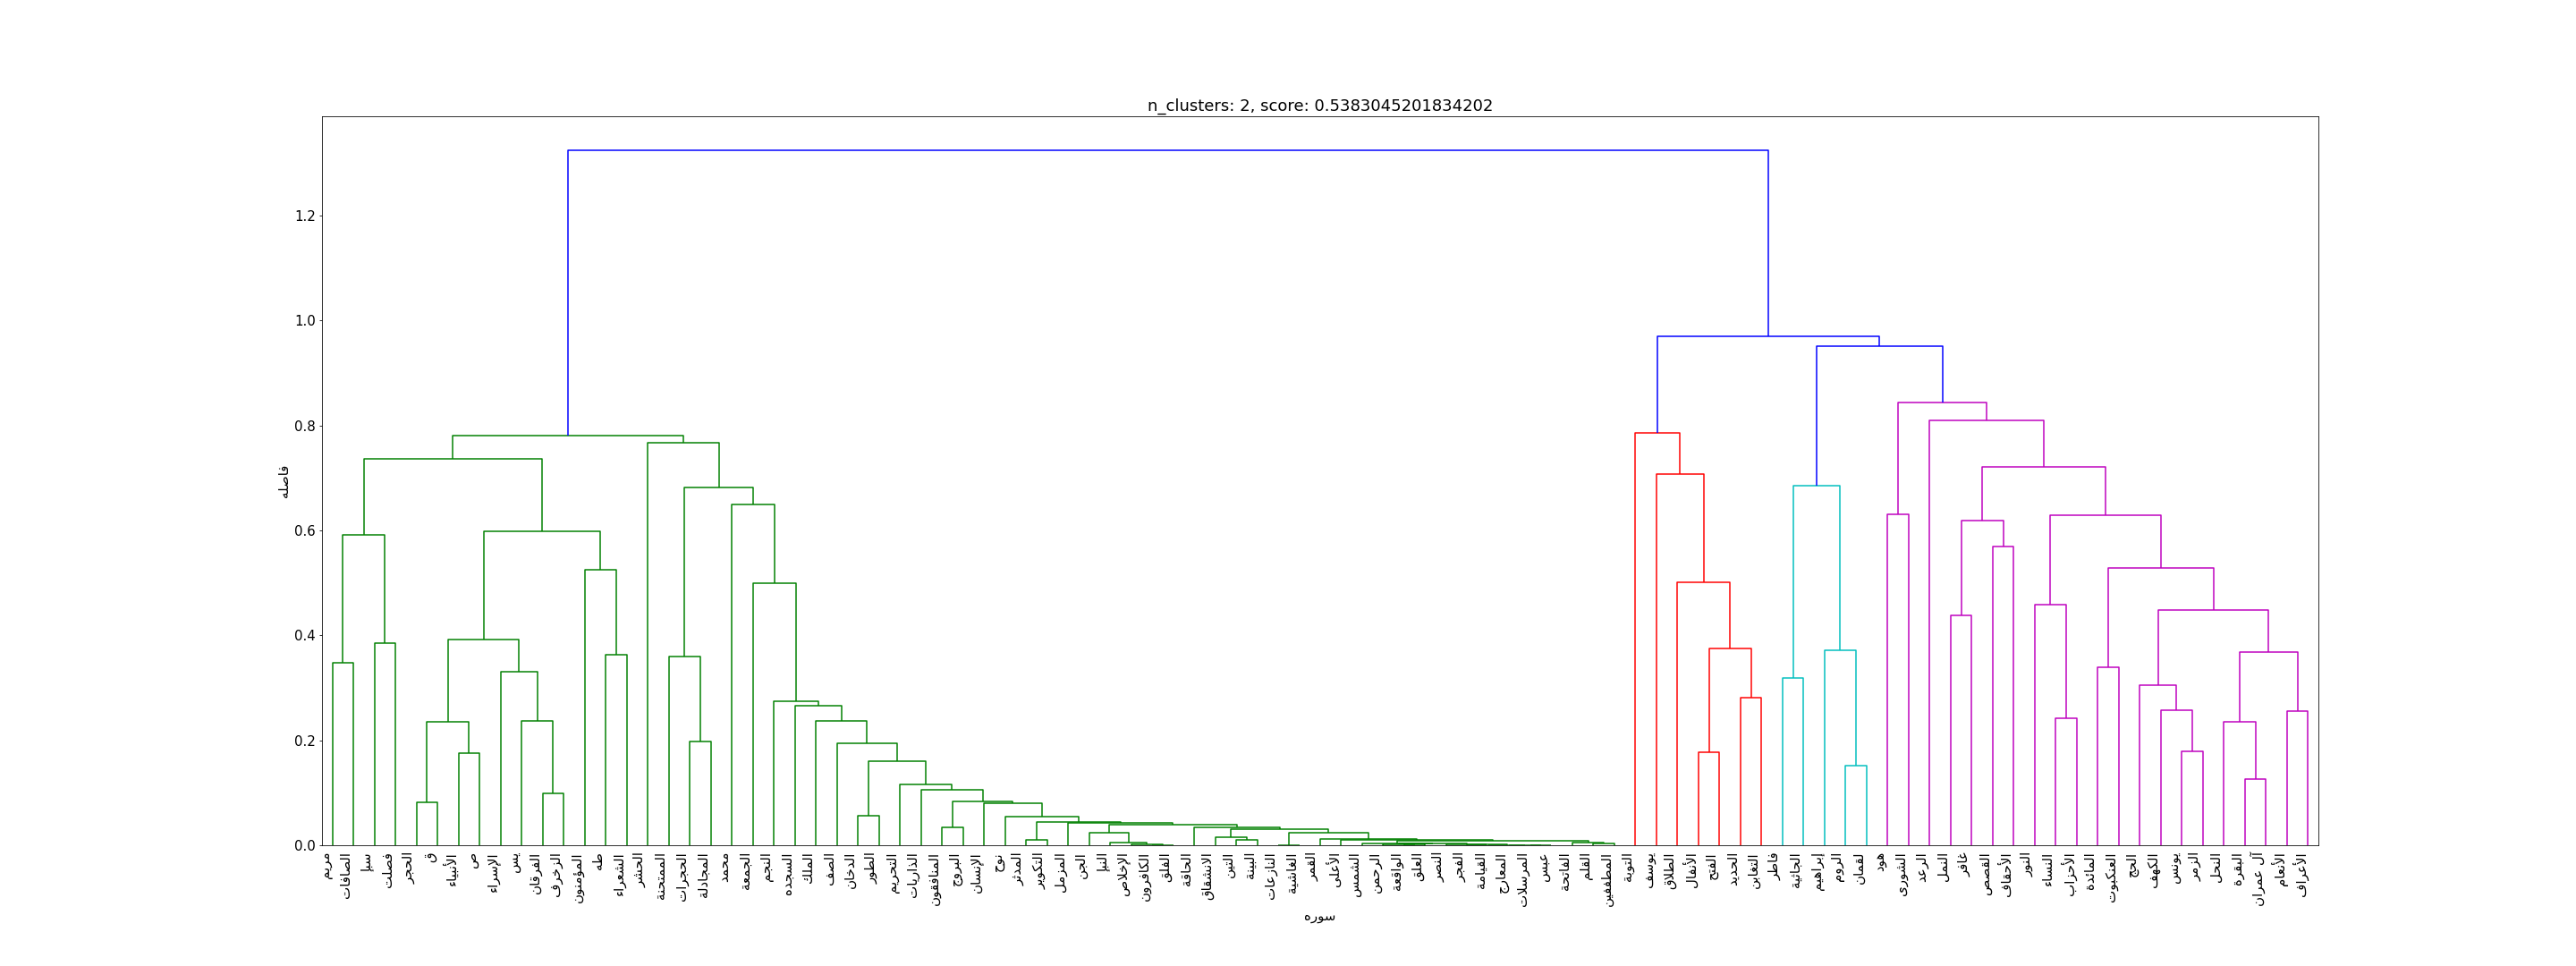 n_clusters: 2, score: 0.5383045201834202
1.2
1.0
0.8
0.6
0.4
0.2
0.0
فاصله
مریم
الصافات
سبإ
فصلت
الحجر
ق
الأنبياء
ص
الإسراء
يس
الفرقان
الزخرف
المؤمنون
طه
الشعراء
الحشر
الممتحنة
الحجرات
المجادلة
محمد
الجمعة
النجم
السجده
الملك
الصف
الدخان
الطور
التحريم
الذاريات
المنافقون
البروج
الإنسان
نوح
المدثر
التكوير
المزمل
الجن
النبإ
الإخلاص
الكافرون
الفلق
الحاقة
الانشقاق
التين
البينة
النازعات
الغاشية
القمر
الأعلى
الشمس
الرحمن
الواقعة
العلق
النصر
الفجر
القيامة
المعارج
المرسلات
عبس
الفاتحة
القلم
المطففين
التوبة
يوسف
الطلاق
الأنفال
الفتح
الحديد
التغابن
فاطر
الجاثية
إبراهيم
الروم
لقمان
هود
الشورى
الرعد
النمل
غافر
القصص
الأحقاف
النور
النساء
الأحزاب
المائدة
العنكبوت
الحج
الكهف
يونس
الزمر
النحل
البقرة
آل عمران
الأنعام
الأعراف
سوره